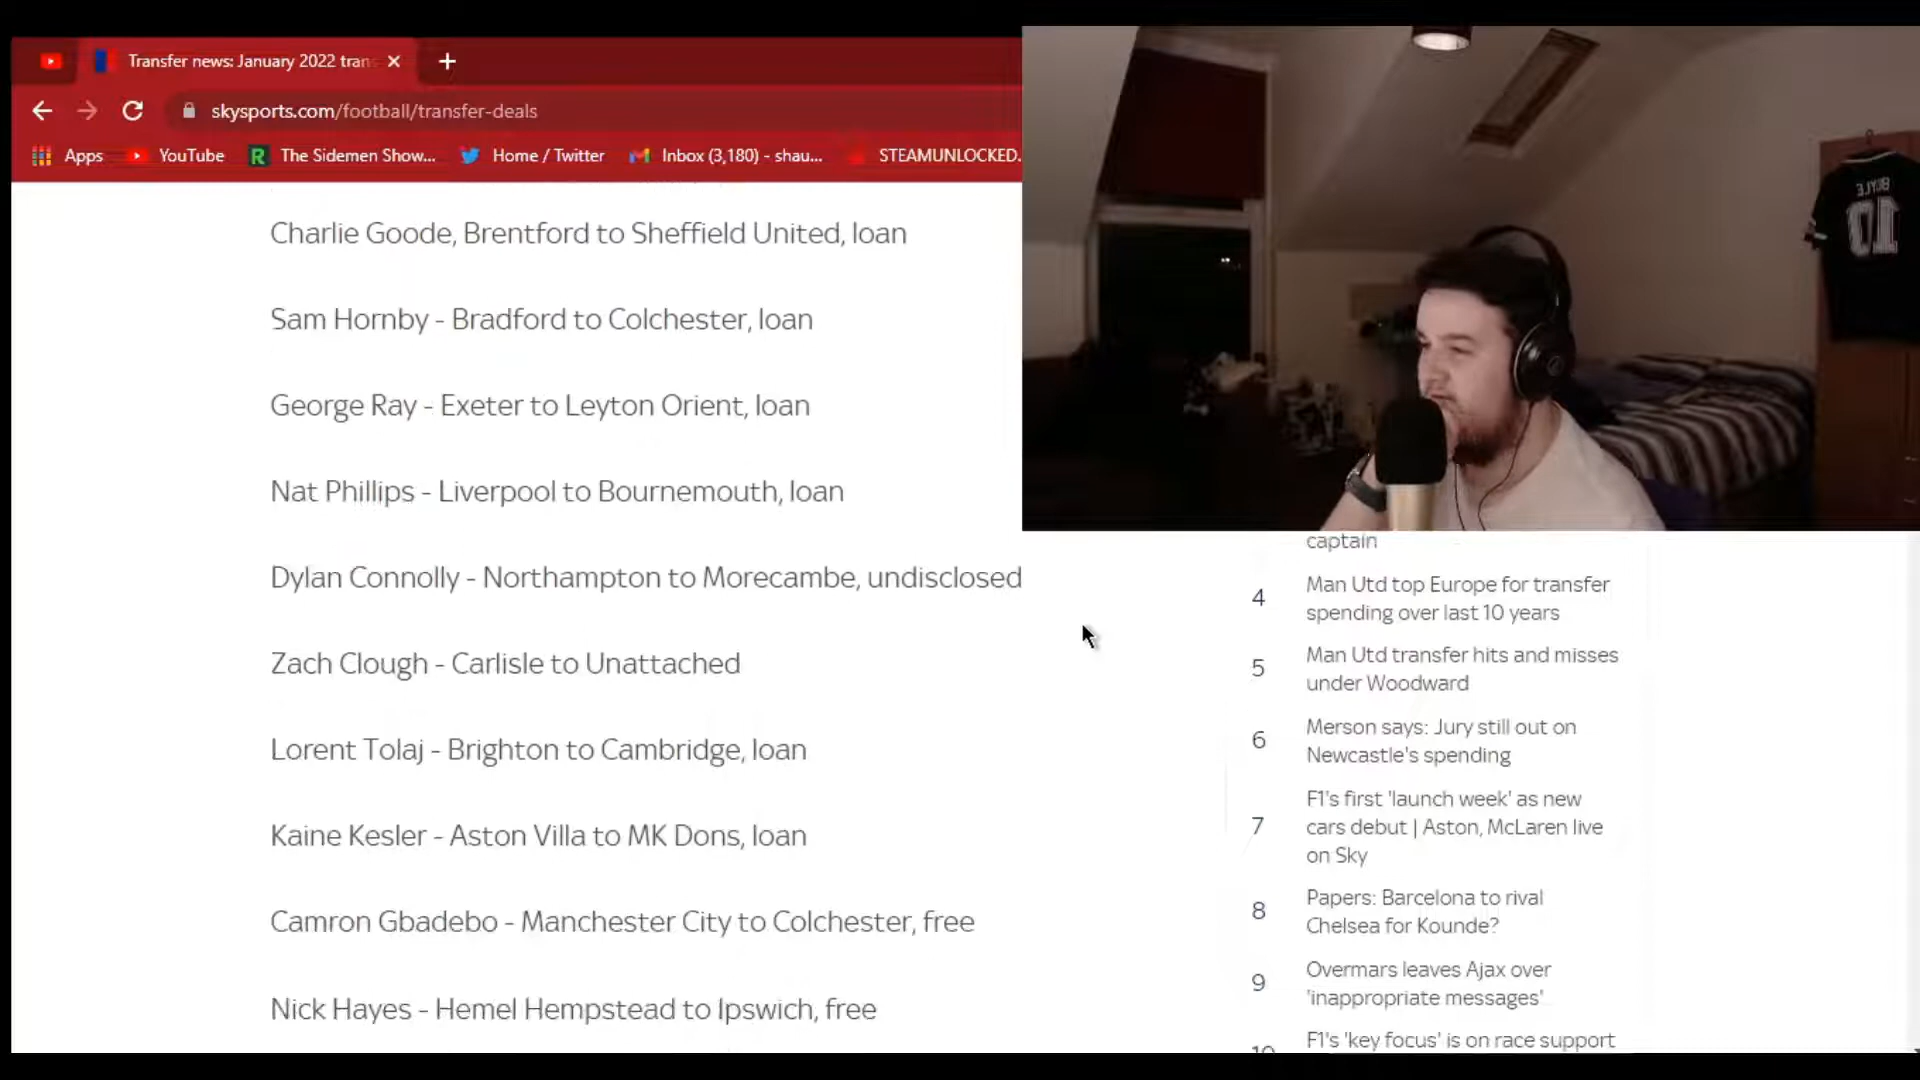 Transfer news: January 2022 tran
skysports.com/football/transfer-deals
Apps
YouTube
The Sidemen Show...
Home / Twitter
Inbox (3,180) - shau...
STEAMUNLOCKED.
Charlie Goode, Brentford to Sheffield United, loan
Sam Hornby - Bradford to Colchester, loan
George Ray - Exeter to Leyton Orient, loan
Nat Phillips - Liverpool to Bournemouth, loan
Dylan Connolly - Northampton to Morecambe, undisclosed
Zach Clough - Carlisle to Unattached
Lorent Tolaj - Brighton to Cambridge, loan
Kaine Kesler - Aston Villa to MK Dons, loan
Camron Gbadebo - Manchester City to Colchester, free
Nick Hayes - Hemel Hempstead to Ipswich, free
BOYLE
10
captain
4
Man Utd top Europe for transfer
spending over last 10 years
5
Man Utd transfer hits and misses
under Woodward
6
Merson says: Jury still out on
Newcastle's spending
7
F1's first 'launch week' as new
cars debut | Aston, McLaren live
on Sky
8
Papers: Barcelona to rival
Chelsea for Kounde?
9
Overmars leaves Ajax over
'inappropriate messages'
10
F1's 'key focus' is on race support